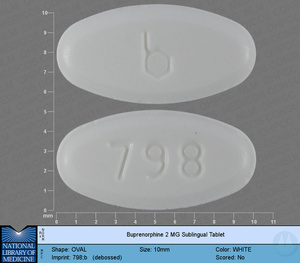 10
9
8
7
6
5
4
3
2
1
0
mm
b
798
mm
0 1 2 3 4 5 6 7 8 9 10 11
Buprenorphine 2 MG Sublingual Tablet
NATIONAL
LIBRARY OF
MEDICINE
Shape: OVAL Size: 10mm Color: WHITE
Imprint: 798;b (debossed) Scored: No